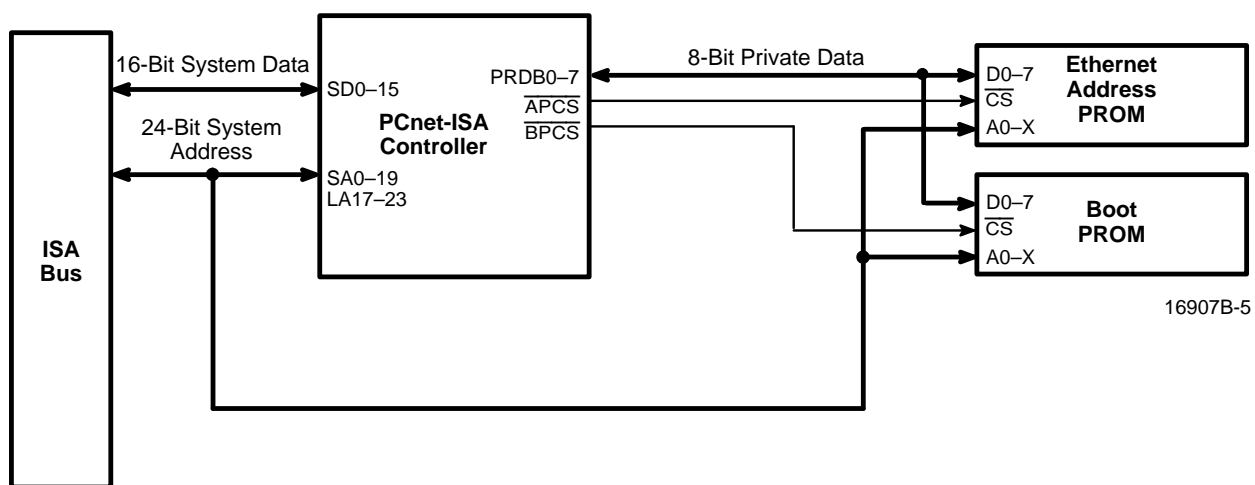 16-Bit System Data
24-Bit System
Address
ISA
Bus
SD0–15
PCnet-ISA
Controller
SA0–19
LA17–23
PRDB0–7
APCS
BPCS
8-Bit Private Data
D0–7
CS
A0–X
Ethernet
Address
PROM
D0–7
CS
A0–X
Boot
PROM
16907B-5